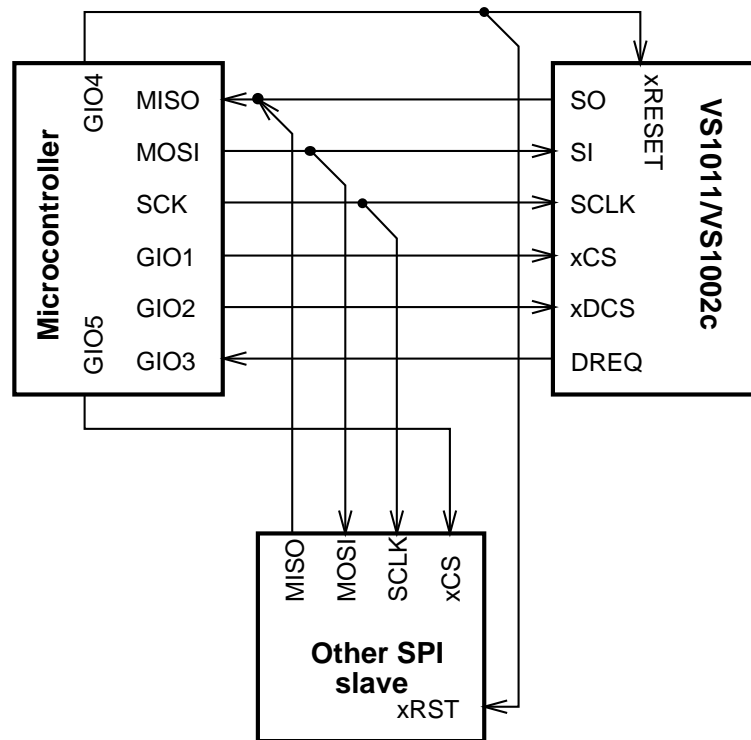 Microcontroller
GIO4
GIO5
MISO
MOSI
SCK
GIO1
GIO2
GIO3
SO
SI
SCLK
xCS
xDCS
DREQ
xRESET
VS1011/VS1002c
MISO
MOSI
SCLK
xCS
Other SPI
slave
xRST